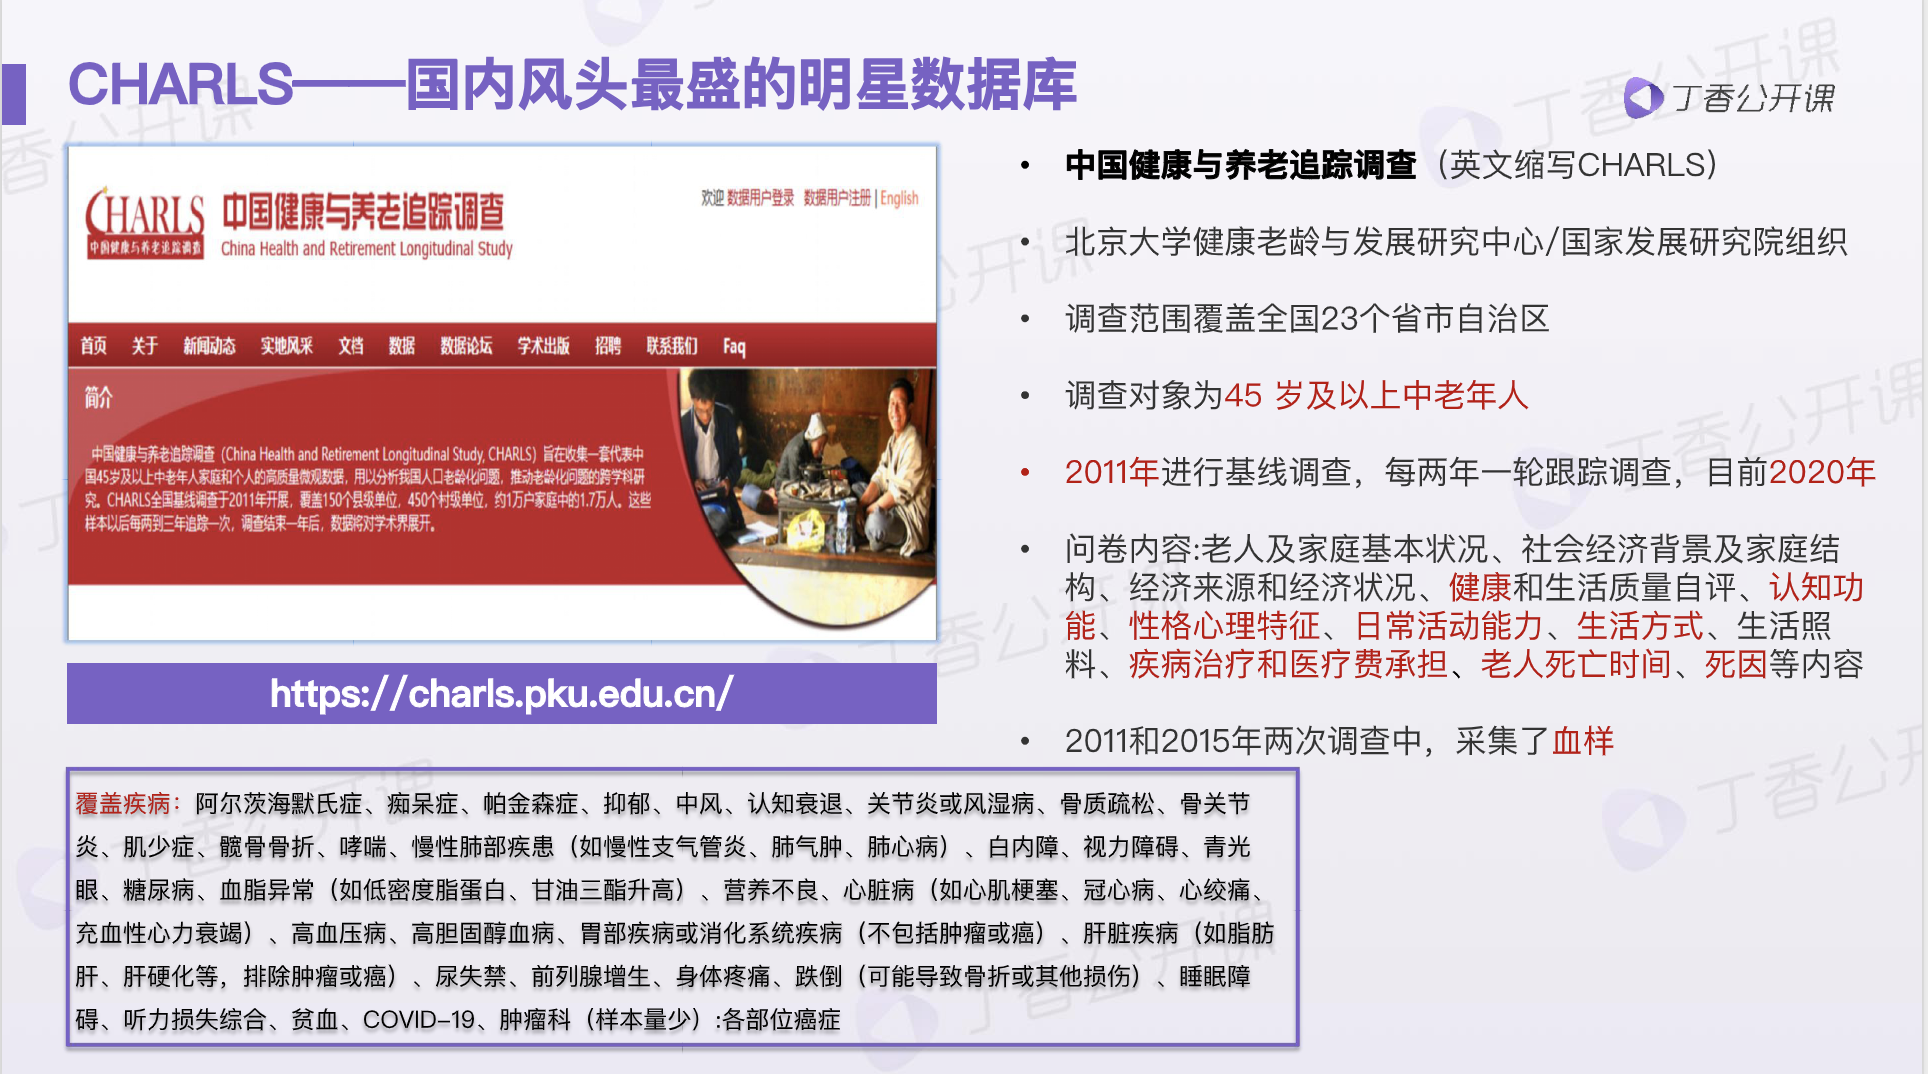 CHARLS——国内风头最盛的明星数据库
丁香公开课
CHARLS
中国健康与养老追踪调查
中国健康与养老追踪调查
China Health and Retirement Longitudinal Study
欢迎 数据用户登录 数据用户注册 | English
首页 关于 新闻动态 实地风采 文档 数据 数据论坛 学术出版 招聘 联系我们 Faq
简介
中国健康与养老追踪调查（China Health and Retirement Longitudinal Study, CHARLS）旨在收集一套代表中
国45岁及以上中老年人家庭和个人的高质量微观数据，用以分析我国人口老龄化问题，推动老龄化问题的跨学科研
究。CHARLS全国基线调查于2011年开展，覆盖150个县级单位，450个村级单位，约1万户家庭中的1.7万人。这些
样本以后每两到三年追踪一次，调查结束一年后，数据将对学术界展开。
https://charls.pku.edu.cn/
• 中国健康与养老追踪调查（英文缩写CHARLS）
• 北京大学健康老龄与发展研究中心/国家发展研究院组织
• 调查范围覆盖全国23个省市自治区
• 调查对象为45 岁及以上中老年人
• 2011年进行基线调查，每两年一轮跟踪调查，目前2020年
• 问卷内容:老人及家庭基本状况、社会经济背景及家庭结
构、经济来源和经济状况、健康和生活质量自评、认知功
能、性格心理特征、日常活动能力、生活方式、生活照
料、疾病治疗和医疗费承担、老人死亡时间、死因等内容
• 2011和2015年两次调查中，采集了血样
覆盖疾病：阿尔茨海默氏症、痴呆症、帕金森症、抑郁、中风、认知衰退、关节炎或风湿病、骨质疏松、骨关节
炎、肌少症、髋骨骨折、哮喘、慢性肺部疾患（如慢性支气管炎、肺气肿、肺心病）、白内障、视力障碍、青光
眼、糖尿病、血脂异常（如低密度脂蛋白、甘油三酯升高）、营养不良、心脏病（如心肌梗塞、冠心病、心绞痛、
充血性心力衰竭）、高血压病、高胆固醇血病、胃部疾病或消化系统疾病（不包括肿瘤或癌）、肝脏疾病（如脂肪
肝、肝硬化等，排除肿瘤或癌）、尿失禁、前列腺增生、身体疼痛、跌倒（可能导致骨折或其他损伤）、睡眠障
碍、听力损失综合、贫血、COVID-19、肿瘤科（样本量少）:各部位癌症